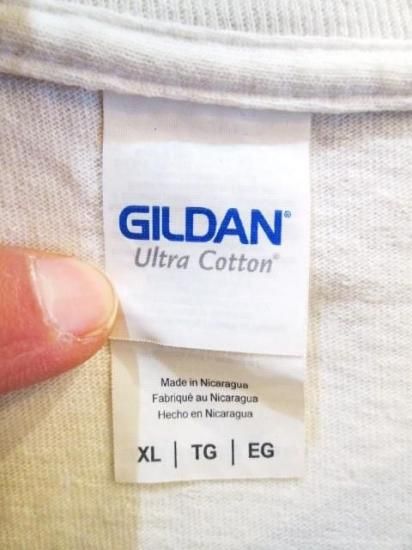 GILDAN®
Ultra Cotton®
Made in Nicaragua
Fabriqué au Nicaragua
Hecho en Nicaragua
XL | TG | EG